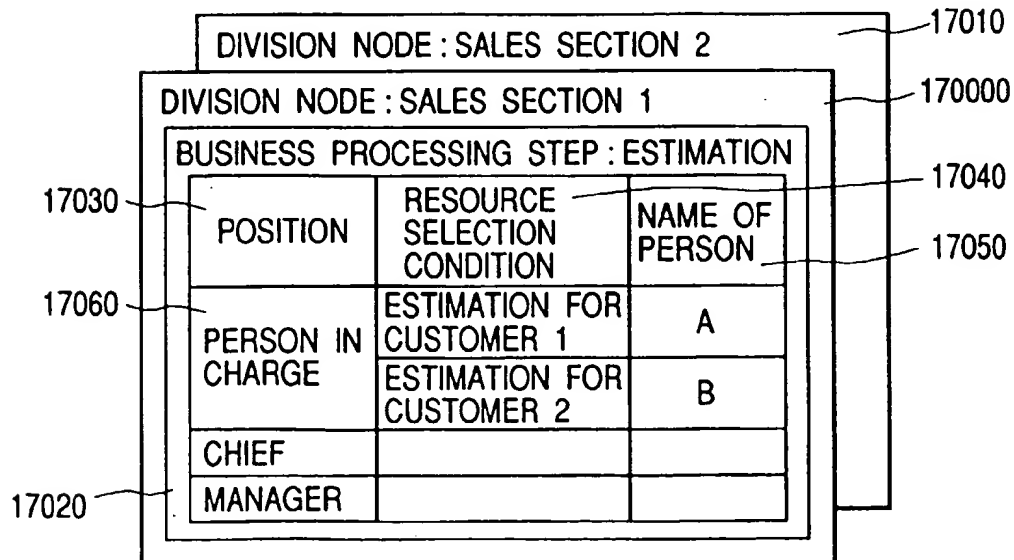 17010
DIVISION NODE : SALES SECTION 2
170000
DIVISION NODE : SALES SECTION 1
BUSINESS PROCESSING STEP : ESTIMATION
17030
17040
POSITION
RESOURCE
SELECTION
CONDITION
NAME OF
PERSON
17050
17060
PERSON IN
CHARGE
ESTIMATION FOR
CUSTOMER 1
A
ESTIMATION FOR
CUSTOMER 2
B
CHIEF
MANAGER
17020